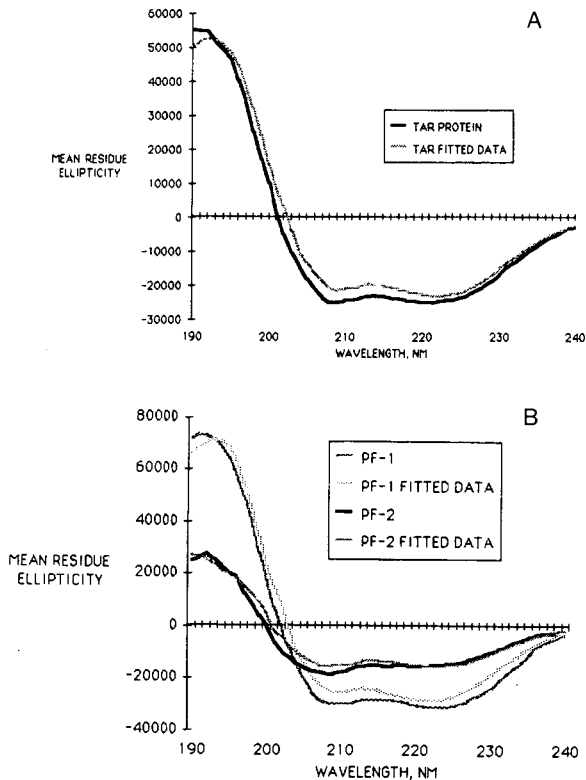 A
60000
50000
40000
30000
20000
10000
0
-10000
-20000
-30000
MEAN RESIDUE
ELLIPTICITY
TAR PROTEIN
TAR FITTED DATA
190 200 210 220 230 240
WAVELENGTH, NM
B
80000
60000
40000
20000
0
-20000
-40000
MEAN RESIDUE
ELLIPTICITY
PF-1
PF-1 FITTED DATA
PF-2
PF-2 FITTED DATA
190 200 210 220 230 240
WAVELENGTH, NM